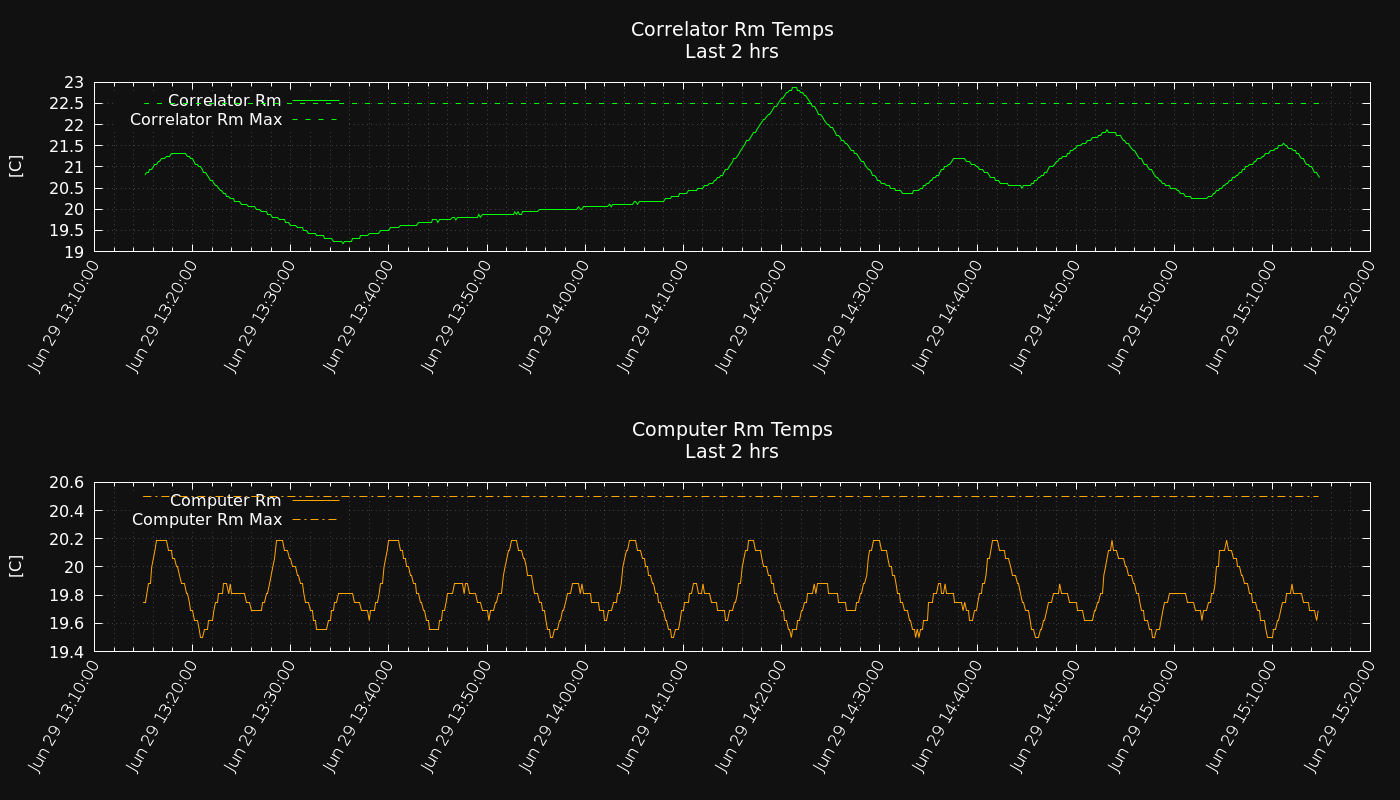 Correlator Rm Temps
Last 2 hrs
23
22.5
22
21.5
21
20.5
20
19.5
19
[C]
Correlator Rm
Correlator Rm Max
Jun 29 13:10:00
Jun 29 13:20:00
Jun 29 13:30:00
Jun 29 13:40:00
Jun 29 13:50:00
Jun 29 14:00:00
Jun 29 14:10:00
Jun 29 14:20:00
Jun 29 14:30:00
Jun 29 14:40:00
Jun 29 14:50:00
Jun 29 15:00:00
Jun 29 15:10:00
Jun 29 15:20:00
Computer Rm Temps
Last 2 hrs
20.6
20.4
20.2
20
19.8
19.6
19.4
[C]
Computer Rm
Computer Rm Max
Jun 29 13:10:00
Jun 29 13:20:00
Jun 29 13:30:00
Jun 29 13:40:00
Jun 29 13:50:00
Jun 29 14:00:00
Jun 29 14:10:00
Jun 29 14:20:00
Jun 29 14:30:00
Jun 29 14:40:00
Jun 29 14:50:00
Jun 29 15:00:00
Jun 29 15:10:00
Jun 29 15:20:00